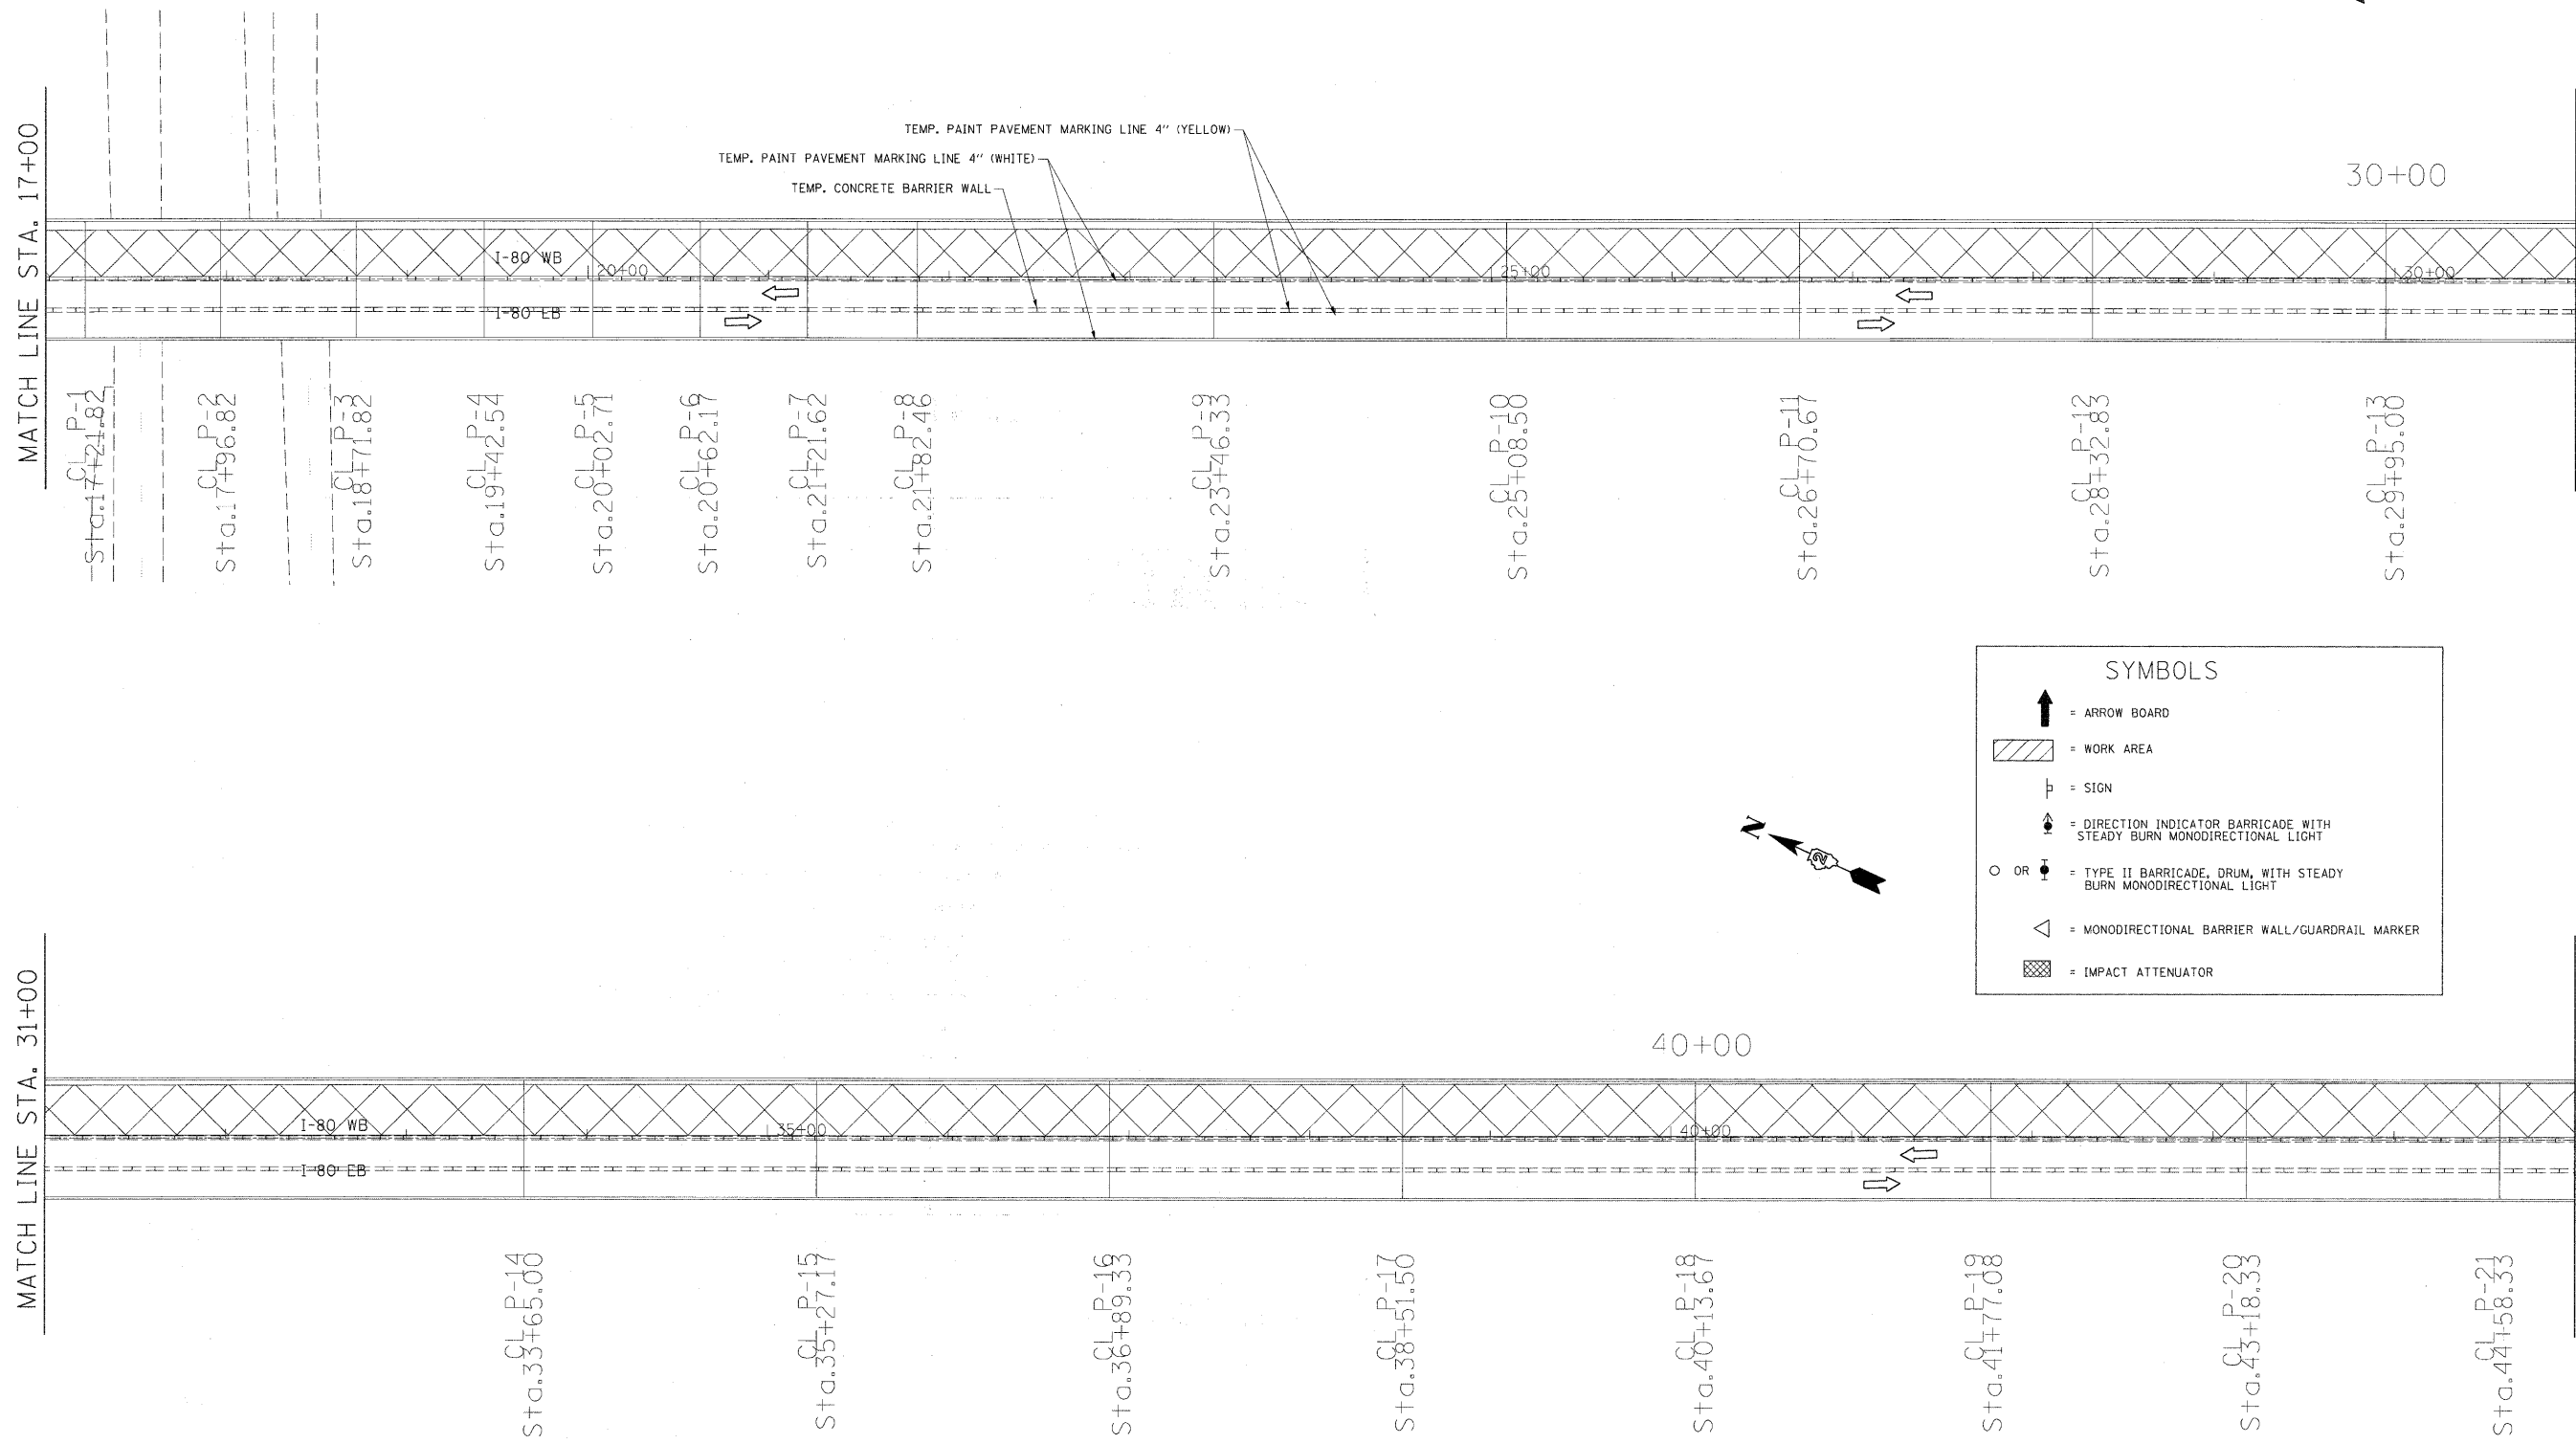 MATCH LINE STA. 17+00
TEMP. PAINT PAVEMENT MARKING LINE 4" (YELLOW)
TEMP. PAINT PAVEMENT MARKING LINE 4" (WHITE)
TEMP. CONCRETE BARRIER WALL
30+00
I-80 WB
20+00
25+00
30+00
I-80 EB
CL P-1
Sta.17+21.82
CL P-2
Sta.17+96.82
CL P-3
Sta.18+71.82
CL P-4
Sta.19+42.54
CL P-5
Sta.20+02.71
CL P-6
Sta.20+62.17
CL P-7
Sta.21+21.62
CL P-8
Sta.21+82.46
CL P-9
Sta.23+46.33
CL P-10
Sta.25+08.50
CL P-11
Sta.26+70.67
CL P-12
Sta.28+32.83
CL P-13
Sta.29+95.00
SYMBOLS
= ARROW BOARD
= WORK AREA
= SIGN
= DIRECTION INDICATOR BARRICADE WITH
STEADY BURN MONODIRECTIONAL LIGHT
OR = TYPE II BARRICADE, DRUM, WITH STEADY
BURN MONODIRECTIONAL LIGHT
= MONODIRECTIONAL BARRIER WALL/GUARDRAIL MARKER
= IMPACT ATTENUATOR
N
2
MATCH LINE STA. 31+00
40+00
I-80 WB
35+00
40+00
I-80 EB
CL P-14
Sta.33+65.00
CL P-15
Sta.35+27.17
CL P-16
Sta.36+89.33
CL P-17
Sta.38+51.50
CL P-18
Sta.40+13.67
CL P-19
Sta.41+77.08
CL P-20
Sta.43+18.33
CL P-21
Sta.44+58.33